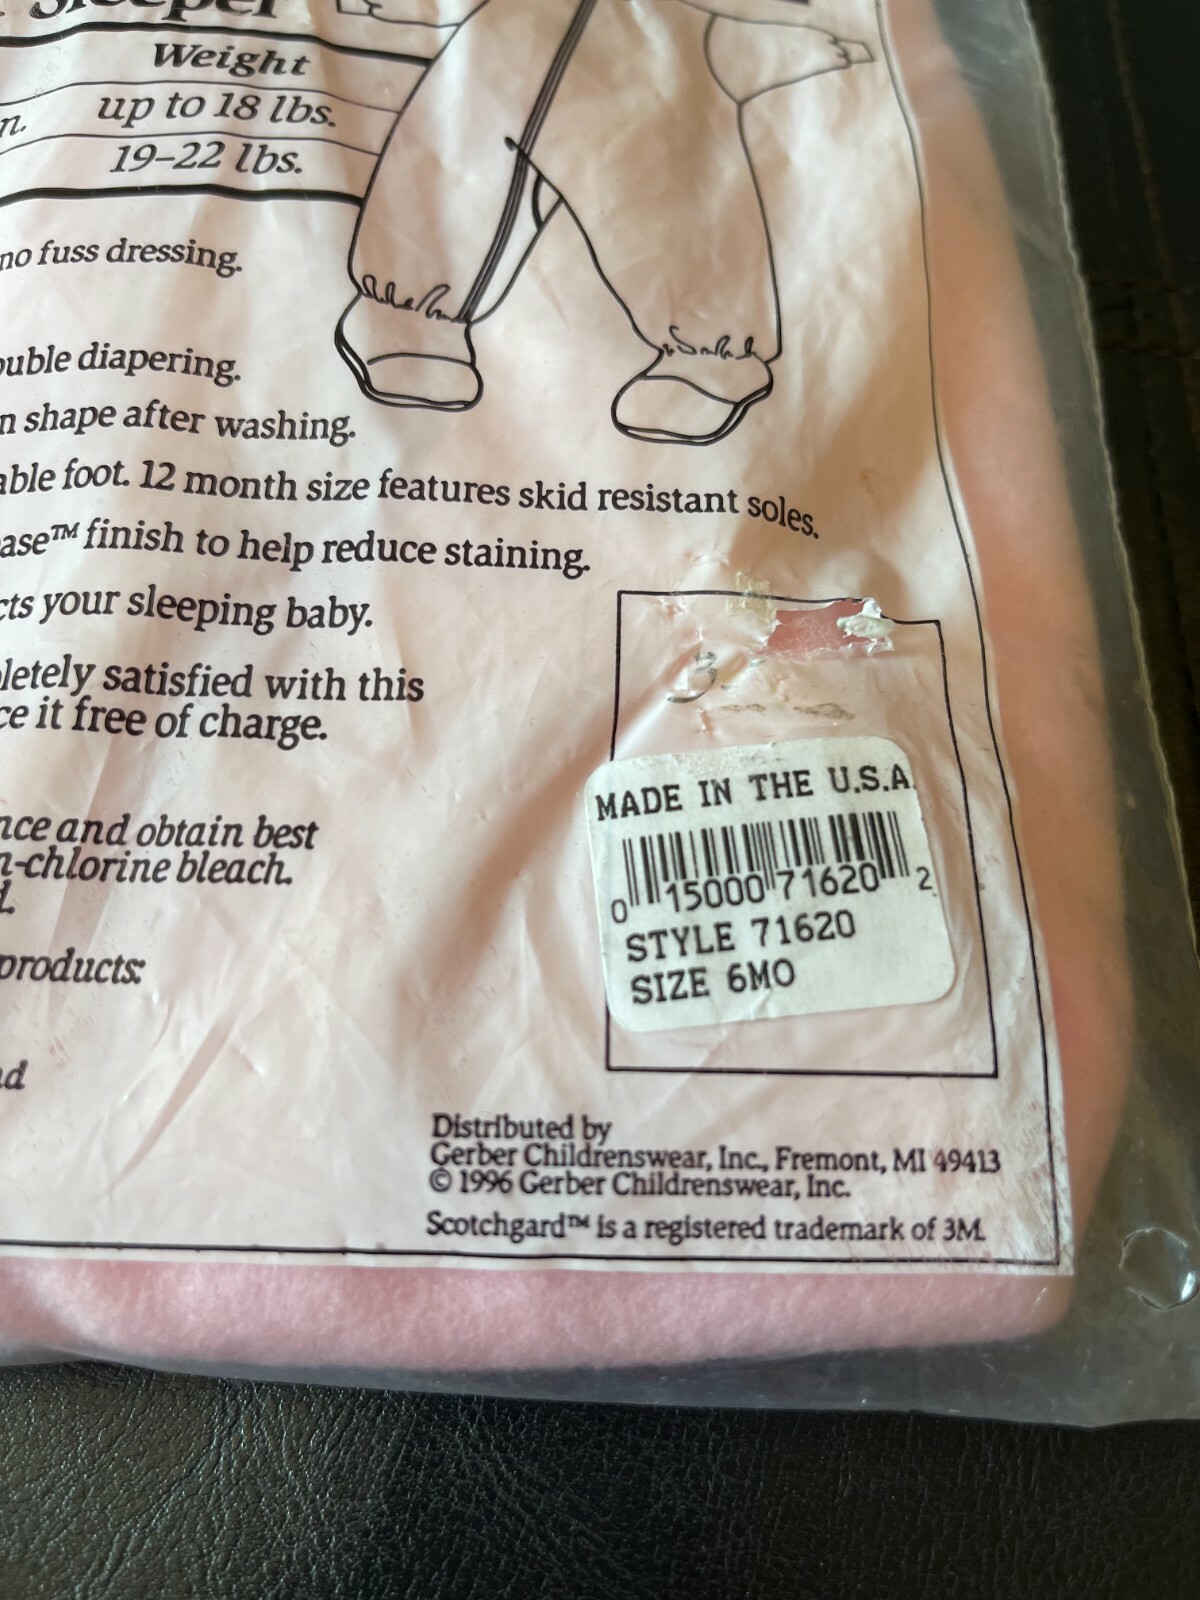 Sleeper
Weight
n. up to 18 lbs.
19–22 lbs.
no fuss dressing.
ouble diapering.
n shape after washing.
able foot. 12 month size features skid resistant soles.
ase™ finish to help reduce staining.
cts your sleeping baby.
letely satisfied with this
ce it free of charge.
nce and obtain best
n-chlorine bleach.
d.
products:
nd
3
MADE IN THE U.S.A.
0 15000 71620 2
STYLE 71620
SIZE 6MO
Distributed by
Gerber Childrenswear, Inc., Fremont, MI 49413
© 1996 Gerber Childrenswear, Inc.
Scotchgard™ is a registered trademark of 3M.